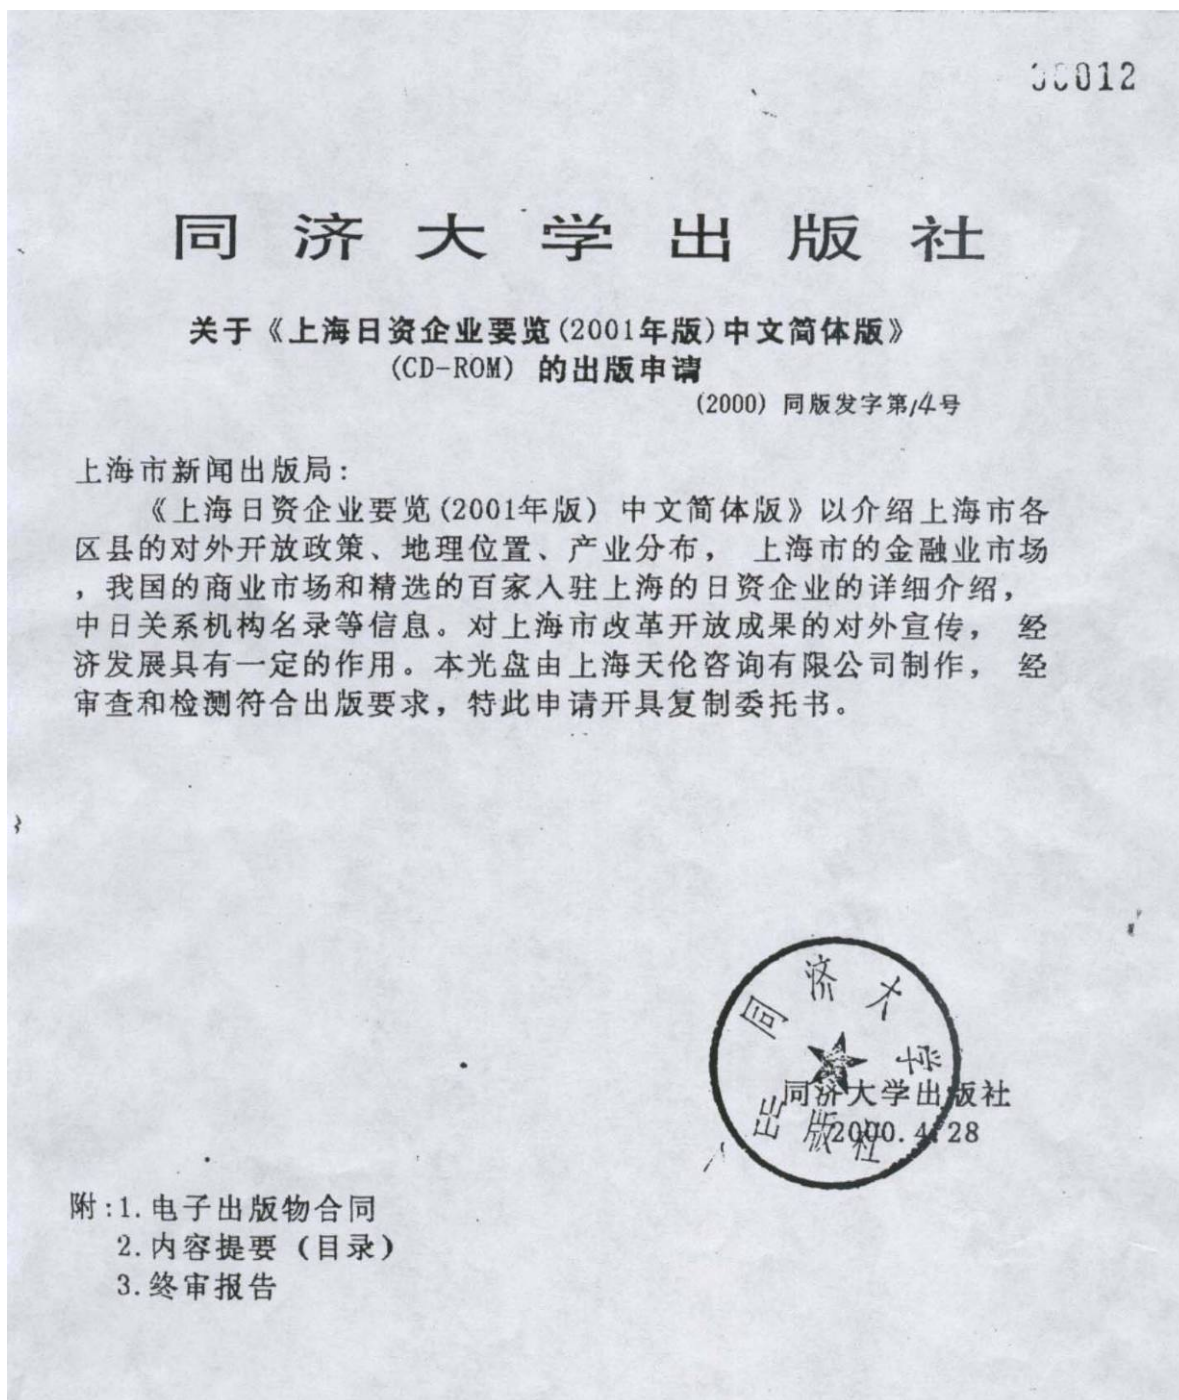 00012
同济大学出版社
关于《上海日资企业要览(2001年版)中文简体版》
(CD-ROM) 的出版申请
(2000) 同版发字第14号
上海市新闻出版局:
《上海日资企业要览(2001年版) 中文简体版》以介绍上海市各
区县的对外开放政策、地理位置、产业分布， 上海市的金融业市场
，我国的商业市场和精选的百家入驻上海的日资企业的详细介绍，
中日关系机构名录等信息。对上海市改革开放成果的对外宣传， 经
济发展具有一定的作用。本光盘由上海天伦咨询有限公司制作， 经
审查和检测符合出版要求，特此申请开具复制委托书。
同济大学出版社
同济大学出版社
2000.4.28
附:1.电子出版物合同
2.内容提要（目录）
3.终审报告